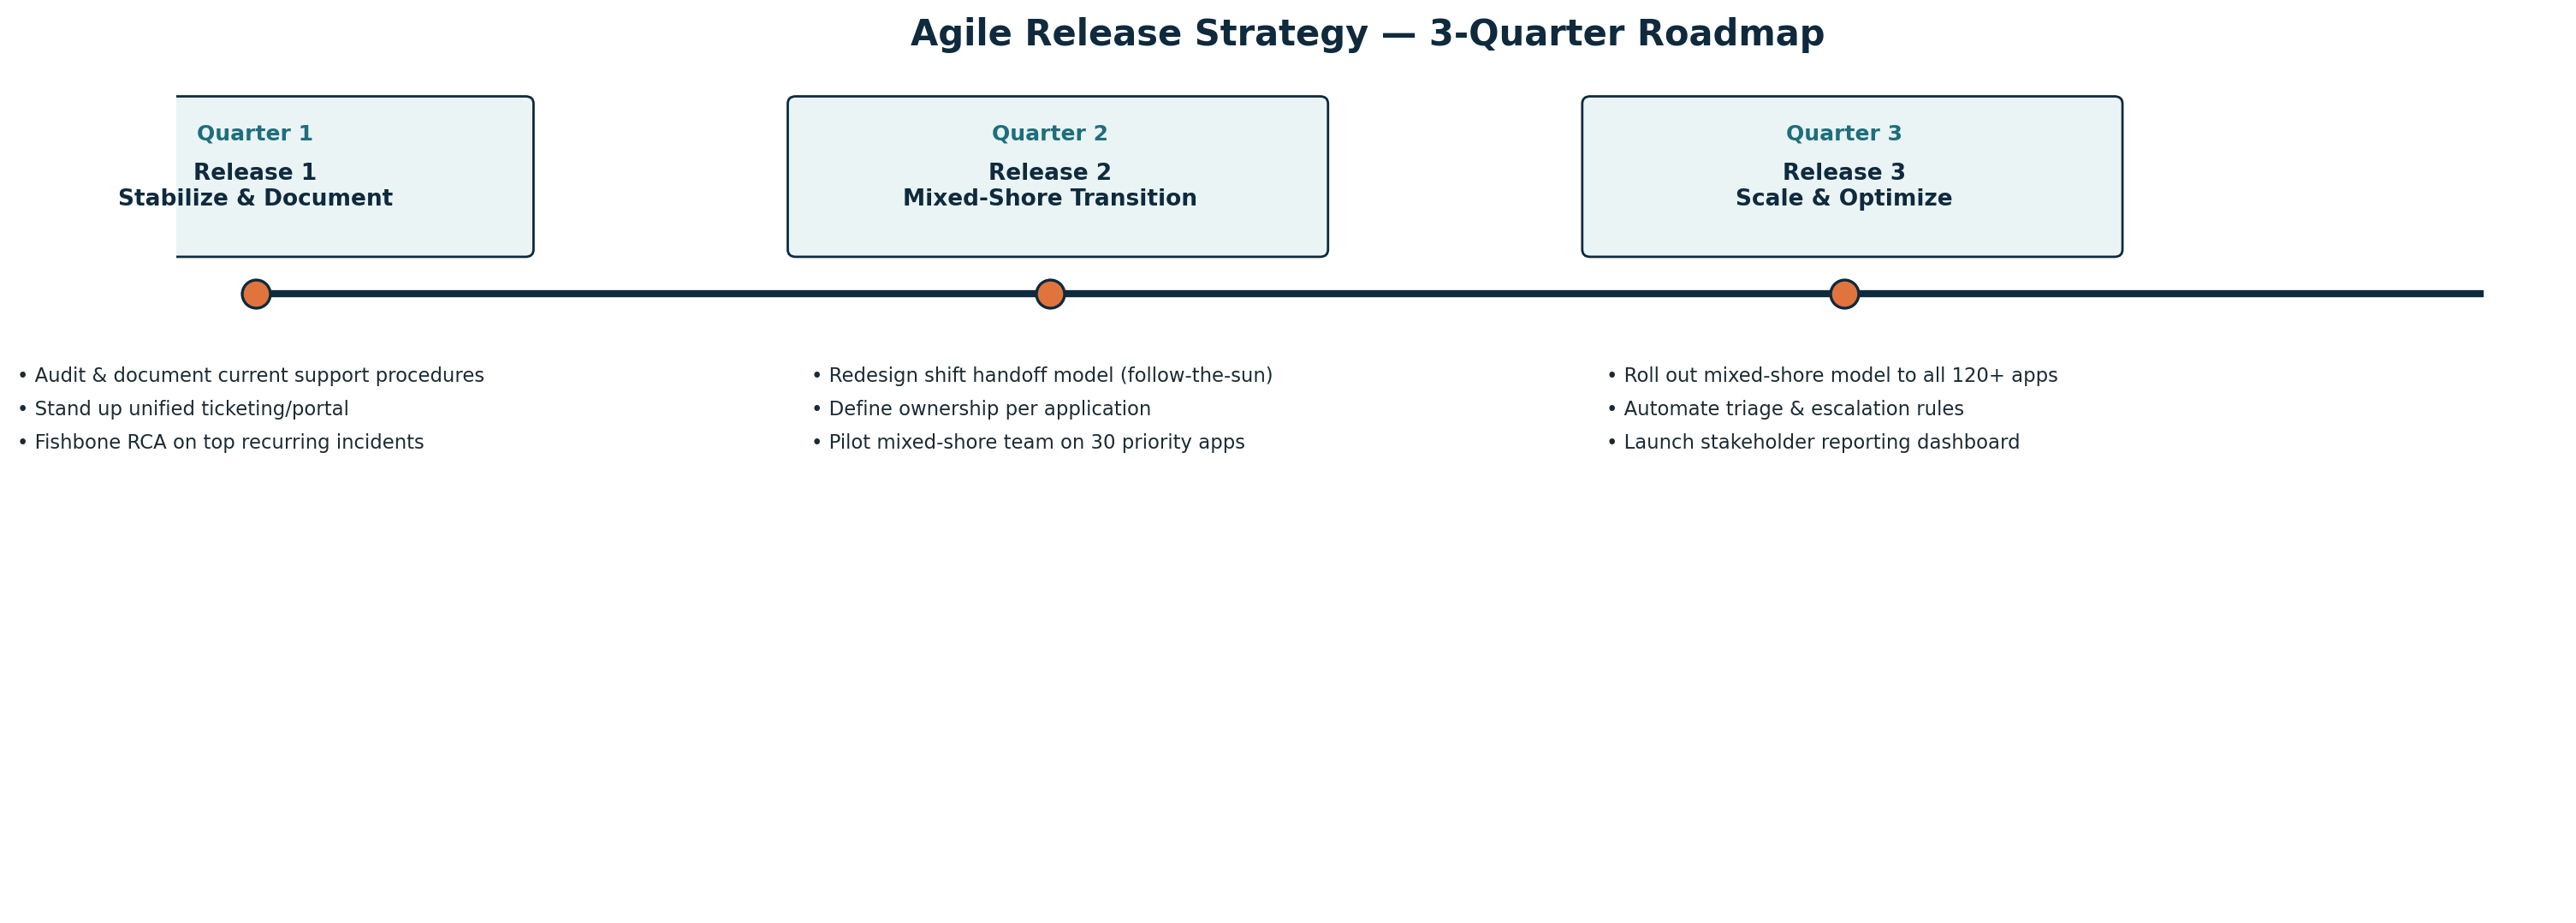 Agile Release Strategy — 3-Quarter Roadmap
Quarter 1
Release 1
Stabilize & Document
Quarter 2
Release 2
Mixed-Shore Transition
Quarter 3
Release 3
Scale & Optimize
• Audit & document current support procedures
• Stand up unified ticketing/portal
• Fishbone RCA on top recurring incidents
• Redesign shift handoff model (follow-the-sun)
• Define ownership per application
• Pilot mixed-shore team on 30 priority apps
• Roll out mixed-shore model to all 120+ apps
• Automate triage & escalation rules
• Launch stakeholder reporting dashboard